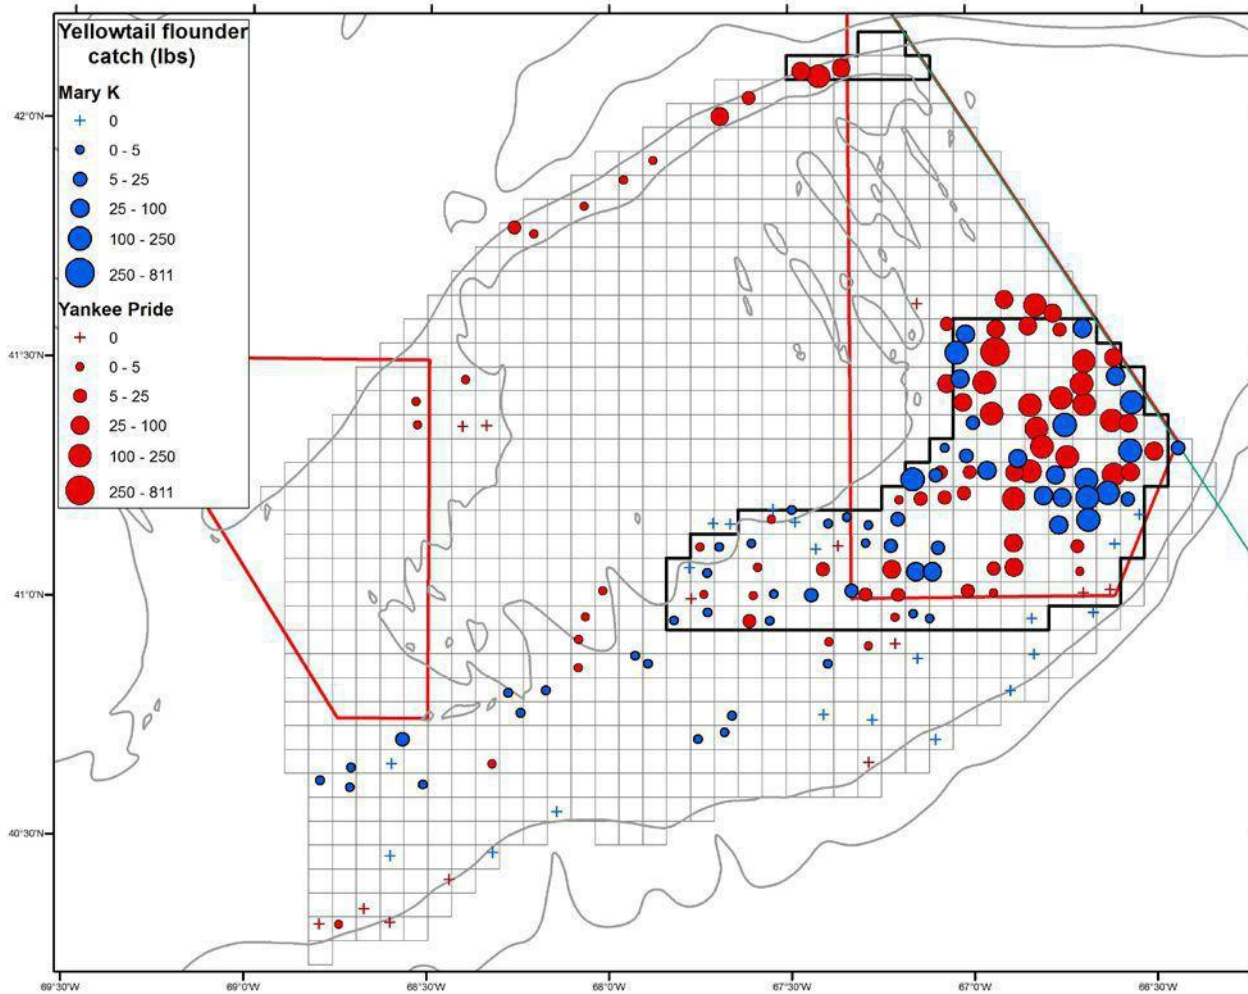 Yellowtail flounder
catch (lbs)
Mary K
0
0 - 5
5 - 25
25 - 100
100 - 250
250 - 811
Yankee Pride
0
0 - 5
5 - 25
25 - 100
100 - 250
250 - 811
42°0'N
41°30'N
41°0'N
40°30'N
69°30'W
69°0'W
68°30'W
68°0'W
67°30'W
67°0'W
66°30'W